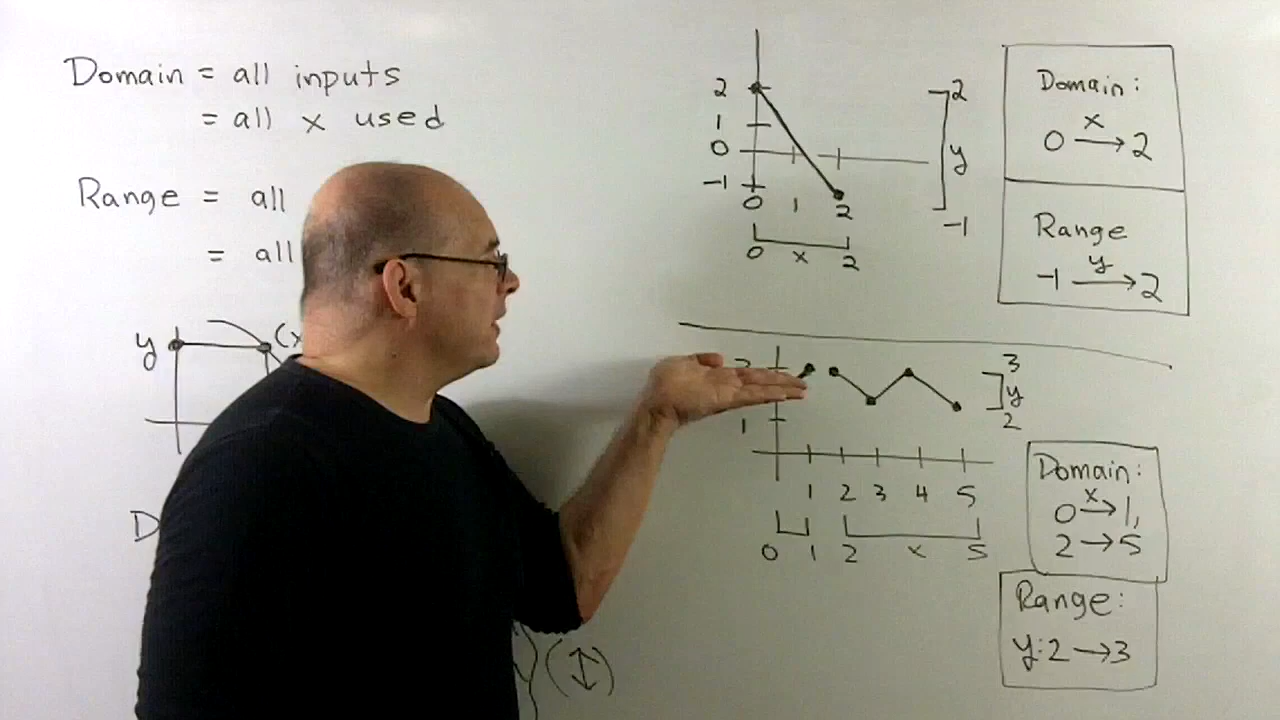 Domain = all inputs
= all x used
Range = all
= all
y
(x
D
(↕)
2
1
0
-1
0 1 2
0 x 2
2
y
-1
Domain:
0 x→ 2
Range
-1 y→ 2
1
1 2 3 4 5
0 1 2 x 5
3
y
2
Domain:
0 x→ 1,
2 → 5
Range:
y: 2 → 3